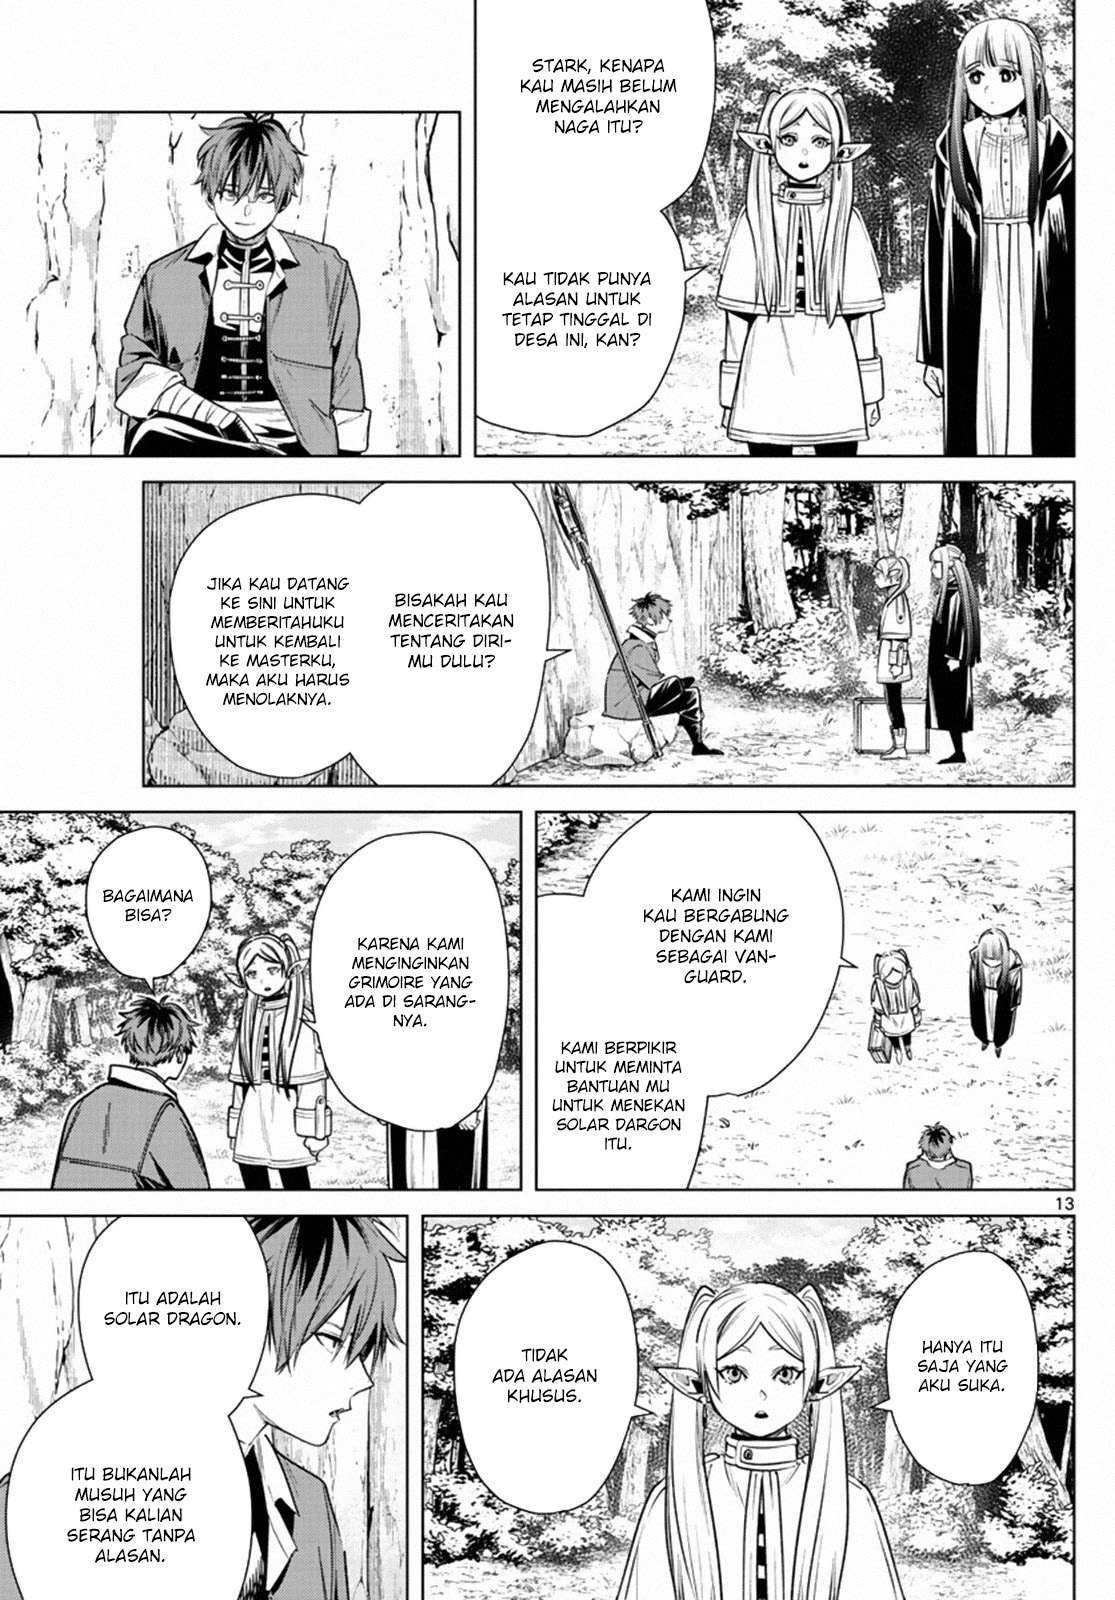 STARK, KENAPA
KAU MASIH BELUM
MENGALAHKAN
NAGA ITU?
KAU TIDAK PUNYA
ALASAN UNTUK
TETAP TINGGAL DI
DESA INI, KAN?
BISAKAH KAU
MENCERITAKAN
TENTANG DIRI-
MU DULU?
JIKA KAU DATANG
KE SINI UNTUK
MEMBERITAHUKU
UNTUK KEMBALI
KE MASTERKU,
MAKA AKU HARUS
MENOLAKNYA.
KAMI INGIN
KAU BERGABUNG
DENGAN KAMI
SEBAGAI VAN-
GUARD.
KAMI BERPIKIR
UNTUK MEMINTA
BANTUAN MU
UNTUK MENEKAN
SOLAR DARGON
ITU.
BAGAIMANA
BISA?
KARENA KAMI
MENGINGINKAN
GRIMOIRE YANG
ADA DI SARANG-
NYA.
13
HANYA ITU
SAJA YANG
AKU SUKA.
TIDAK
ADA ALASAN
KHUSUS.
ITU ADALAH
SOLAR DRAGON.
ITU BUKANLAH
MUSUH YANG
BISA KALIAN
SERANG TANPA
ALASAN.